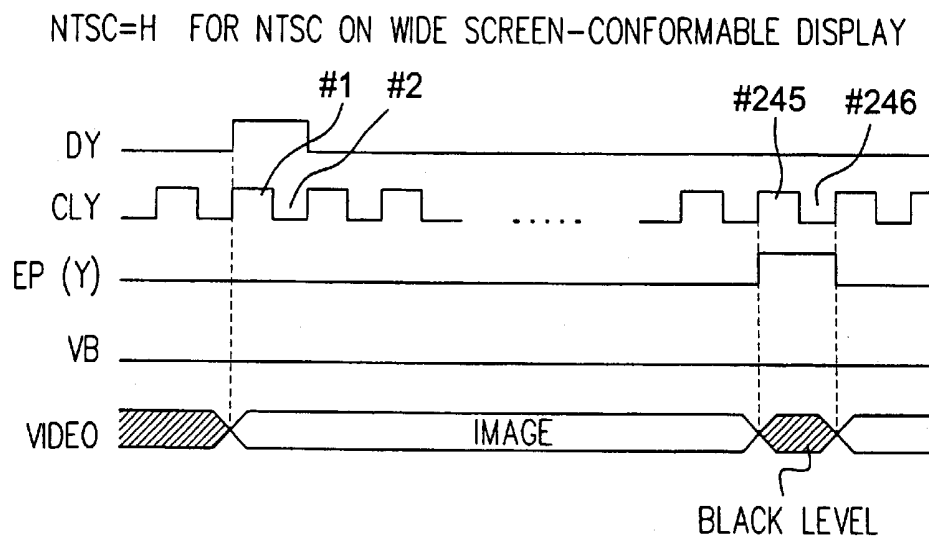 NTSC=H FOR NTSC ON WIDE SCREEN-CONFORMABLE DISPLAY
#1 #2 #245 #246
DY
CLY
.....
EP (Y)
VB
VIDEO IMAGE
BLACK LEVEL